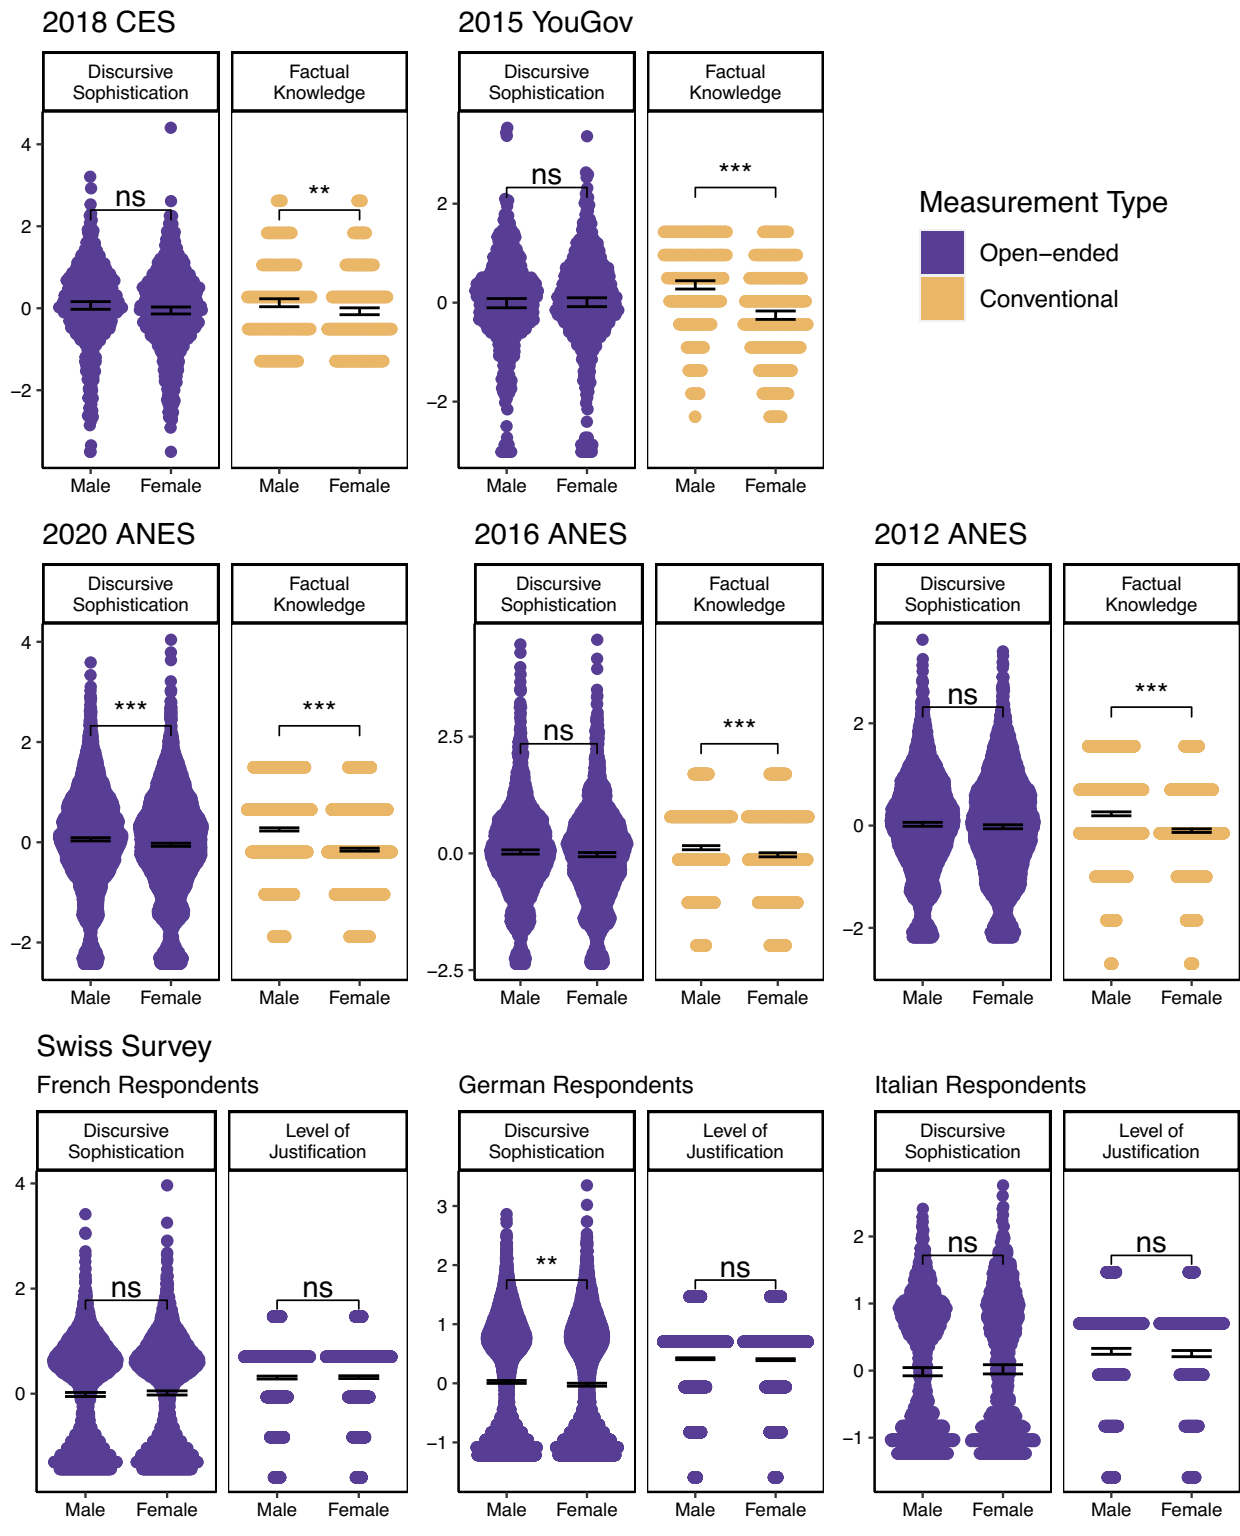 2018 CES
2015 YouGov
Discursive
Sophistication
Factual
Knowledge
Discursive
Sophistication
Factual
Knowledge
4
2
0
−2
ns
**
2
0
−2
ns
***
Male
Female
Male
Female
Male
Female
Male
Female
Measurement Type
Open−ended
Conventional
2020 ANES
2016 ANES
2012 ANES
Discursive
Sophistication
Factual
Knowledge
Discursive
Sophistication
Factual
Knowledge
Discursive
Sophistication
Factual
Knowledge
4
2
0
−2
***
***
2.5
0.0
−2.5
ns
***
2
0
−2
ns
***
Male
Female
Male
Female
Male
Female
Male
Female
Male
Female
Male
Female
Swiss Survey
French Respondents
German Respondents
Italian Respondents
Discursive
Sophistication
Level of
Justification
Discursive
Sophistication
Level of
Justification
Discursive
Sophistication
Level of
Justification
4
2
0
ns
ns
3
2
1
0
−1
**
ns
2
1
0
−1
ns
ns
Male
Female
Male
Female
Male
Female
Male
Female
Male
Female
Male
Female